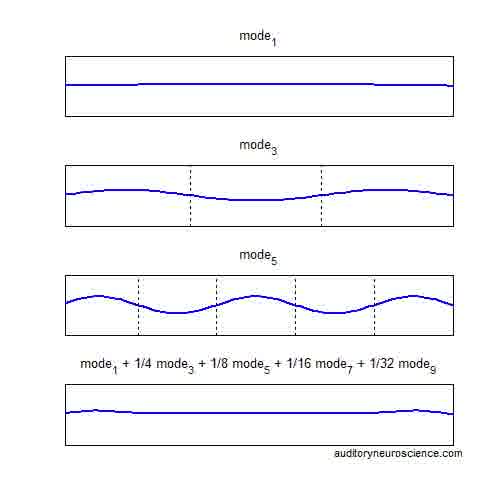 mode1
mode3
mode5
mode1 + 1/4 mode3 + 1/8 mode5 + 1/16 mode7 + 1/32 mode9
auditoryneuroscience.com